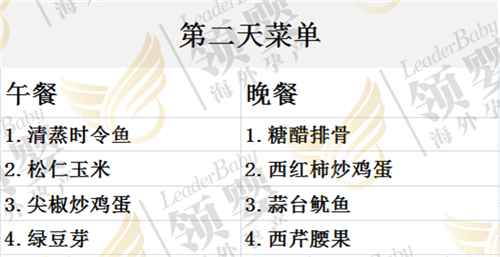 第二天菜单
午餐 晚餐
1. 清蒸时令鱼 1. 糖醋排骨
2. 松仁玉米 2. 西红柿炒鸡蛋
3. 尖椒炒鸡蛋 3. 蒜台鱿鱼
4. 绿豆芽 4. 西芹腰果
LeaderBaby
领婴
海外孕产
LeaderBaby
领婴
海外孕产